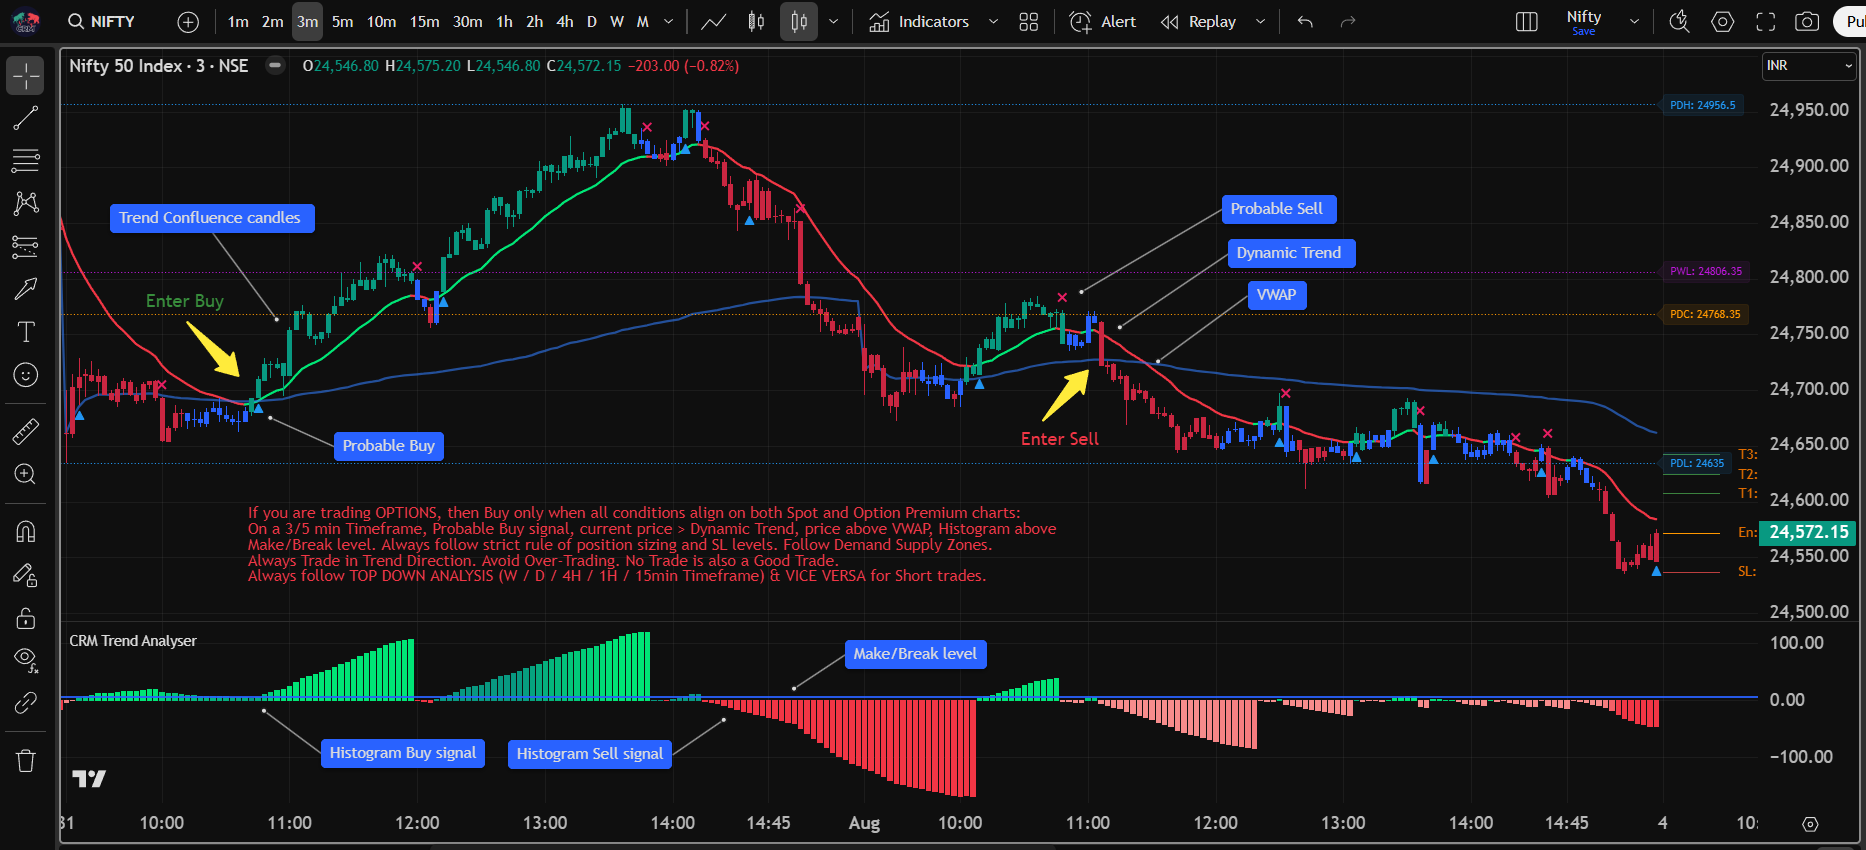 CRM
NIFTY
1m 2m 3m 5m 10m 15m 30m 1h 2h 4h D W M
Indicators
Alert
Replay
Nifty
Save
Nifty 50 Index · 3 · NSE
O24,546.80 H24,575.20 L24,546.80 C24,572.15 −203.00 (−0.82%)
INR
PDH: 24956.5
24,950.00
24,900.00
Trend Confluence candles
Probable Sell
24,850.00
Dynamic Trend
PWL: 24806.35
24,800.00
Enter Buy
VWAP
PDC: 24768.35
24,750.00
24,700.00
Probable Buy
Enter Sell
24,650.00
PDL: 24635
T3:
T2:
T1:
24,600.00
If you are trading OPTIONS, then Buy only when all conditions align on both Spot and Option Premium charts:
On a 3/5 min Timeframe, Probable Buy signal, current price > Dynamic Trend, price above VWAP, Histogram above
Make/Break level. Always follow strict rule of position sizing and SL levels. Follow Demand Supply Zones.
Always Trade in Trend Direction. Avoid Over-Trading. No Trade is also a Good Trade.
Always follow TOP DOWN ANALYSIS (W / D / 4H / 1H / 15min Timeframe) & VICE VERSA for Short trades.
En:
24,572.15
24,550.00
SL:
24,500.00
CRM Trend Analyser
100.00
Make/Break level
0.00
Histogram Buy signal
Histogram Sell signal
−100.00
31 10:00 11:00 12:00 13:00 14:00 14:45 Aug 10:00 11:00 12:00 13:00 14:00 14:45 4 10: